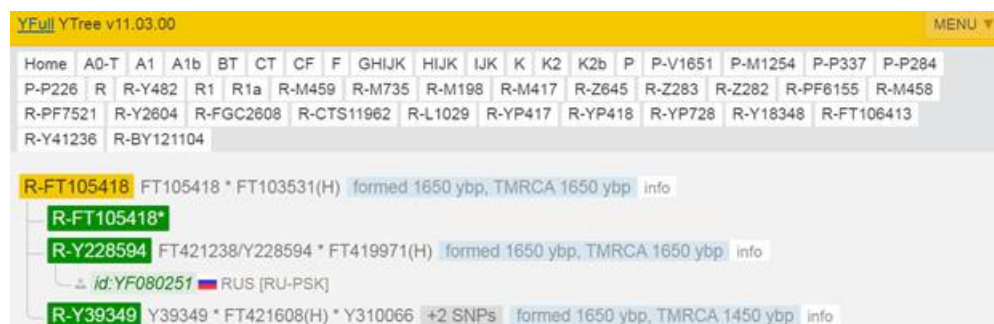 YFull YTree v11.03.00 MENU ▼
Home A0-T A1 A1b BT CT CF F GHIJK HIJK IJK K K2 K2b P P-V1651 P-M1254 P-P337 P-P284
P-P226 R R-Y482 R1 R1a R-M459 R-M735 R-M198 R-M417 R-Z645 R-Z283 R-Z282 R-PF6155 R-M458
R-PF7521 R-Y2604 R-FGC2608 R-CTS11962 R-L1029 R-YP417 R-YP418 R-YP728 R-Y18348 R-FT106413
R-Y41236 R-BY121104
R-FT105418 FT105418 * FT103531(H) formed 1650 ybp, TMRCA 1650 ybp info
R-FT105418*
R-Y228594 FT421238/Y228594 * FT419971(H) formed 1650 ybp, TMRCA 1650 ybp info
id:YF080251 RUS [RU-PSK]
R-Y39349 Y39349 * FT421608(H) * Y310066 +2 SNPs formed 1650 ybp, TMRCA 1450 ybp info